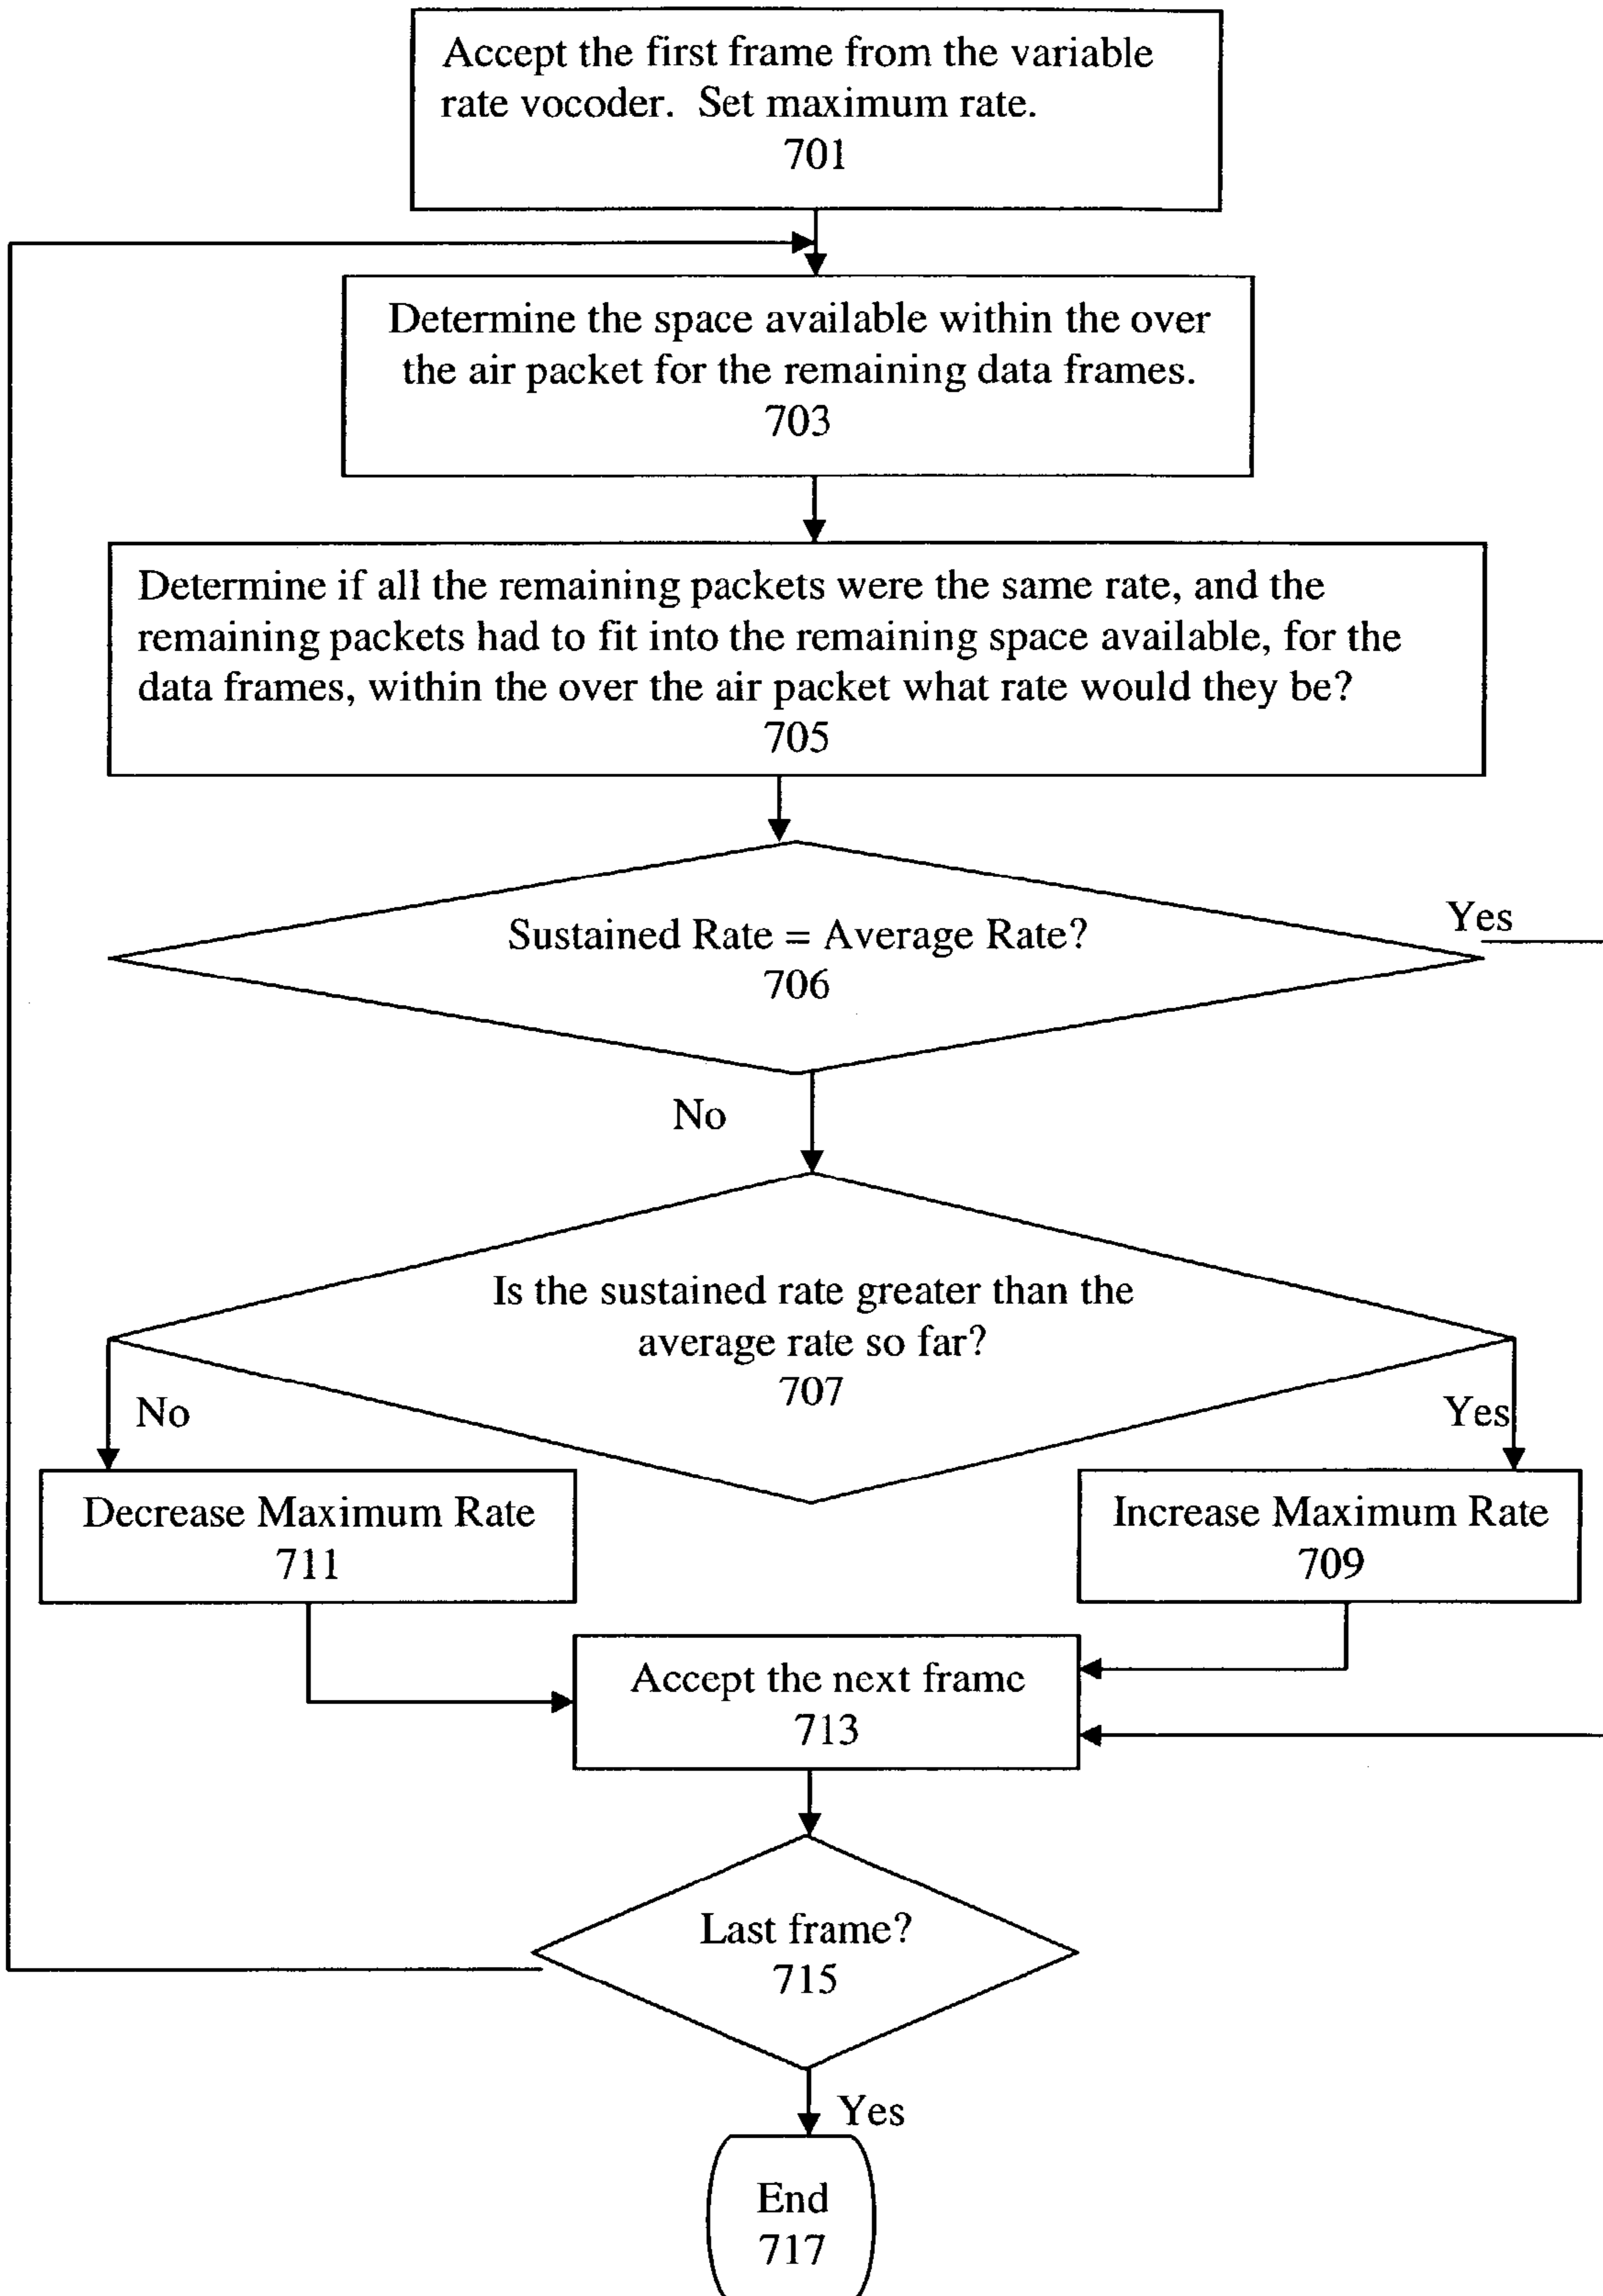 Accept the first frame from the variable
rate vocoder. Set maximum rate.
701
Determine the space available within the over
the air packet for the remaining data frames.
703
Determine if all the remaining packets were the same rate, and the
remaining packets had to fit into the remaining space available, for the
data frames, within the over the air packet what rate would they be?
705
Sustained Rate = Average Rate?
706
Yes
No
Is the sustained rate greater than the
average rate so far?
707
No
Yes
Decrease Maximum Rate
711
Increase Maximum Rate
709
Accept the next frame
713
Last frame?
715
Yes
End
717